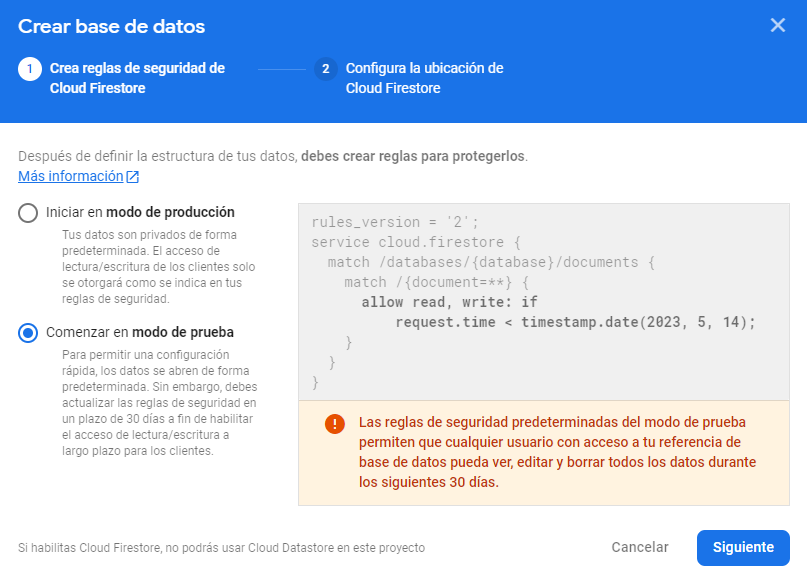 Crear base de datos
1 Crea reglas de seguridad de
Cloud Firestore
2 Configura la ubicación de
Cloud Firestore
Después de definir la estructura de tus datos, debes crear reglas para protegerlos.
Más información
Iniciar en modo de producción
Tus datos son privados de forma
predeterminada. El acceso de
lectura/escritura de los clientes solo
se otorgará como se indica en tus
reglas de seguridad.
Comenzar en modo de prueba
Para permitir una configuración
rápida, los datos se abren de forma
predeterminada. Sin embargo, debes
actualizar las reglas de seguridad en
un plazo de 30 días a fin de habilitar
el acceso de lectura/escritura a
largo plazo para los clientes.
rules_version = '2';
service cloud.firestore {
  match /databases/{database}/documents {
    match /{document=**} {
      allow read, write: if
          request.time < timestamp.date(2023, 5, 14);
    }
  }
}
Las reglas de seguridad predeterminadas del modo de prueba
permiten que cualquier usuario con acceso a tu referencia de
base de datos pueda ver, editar y borrar todos los datos durante
los siguientes 30 días.
Si habilitas Cloud Firestore, no podrás usar Cloud Datastore en este proyecto
Cancelar
Siguiente